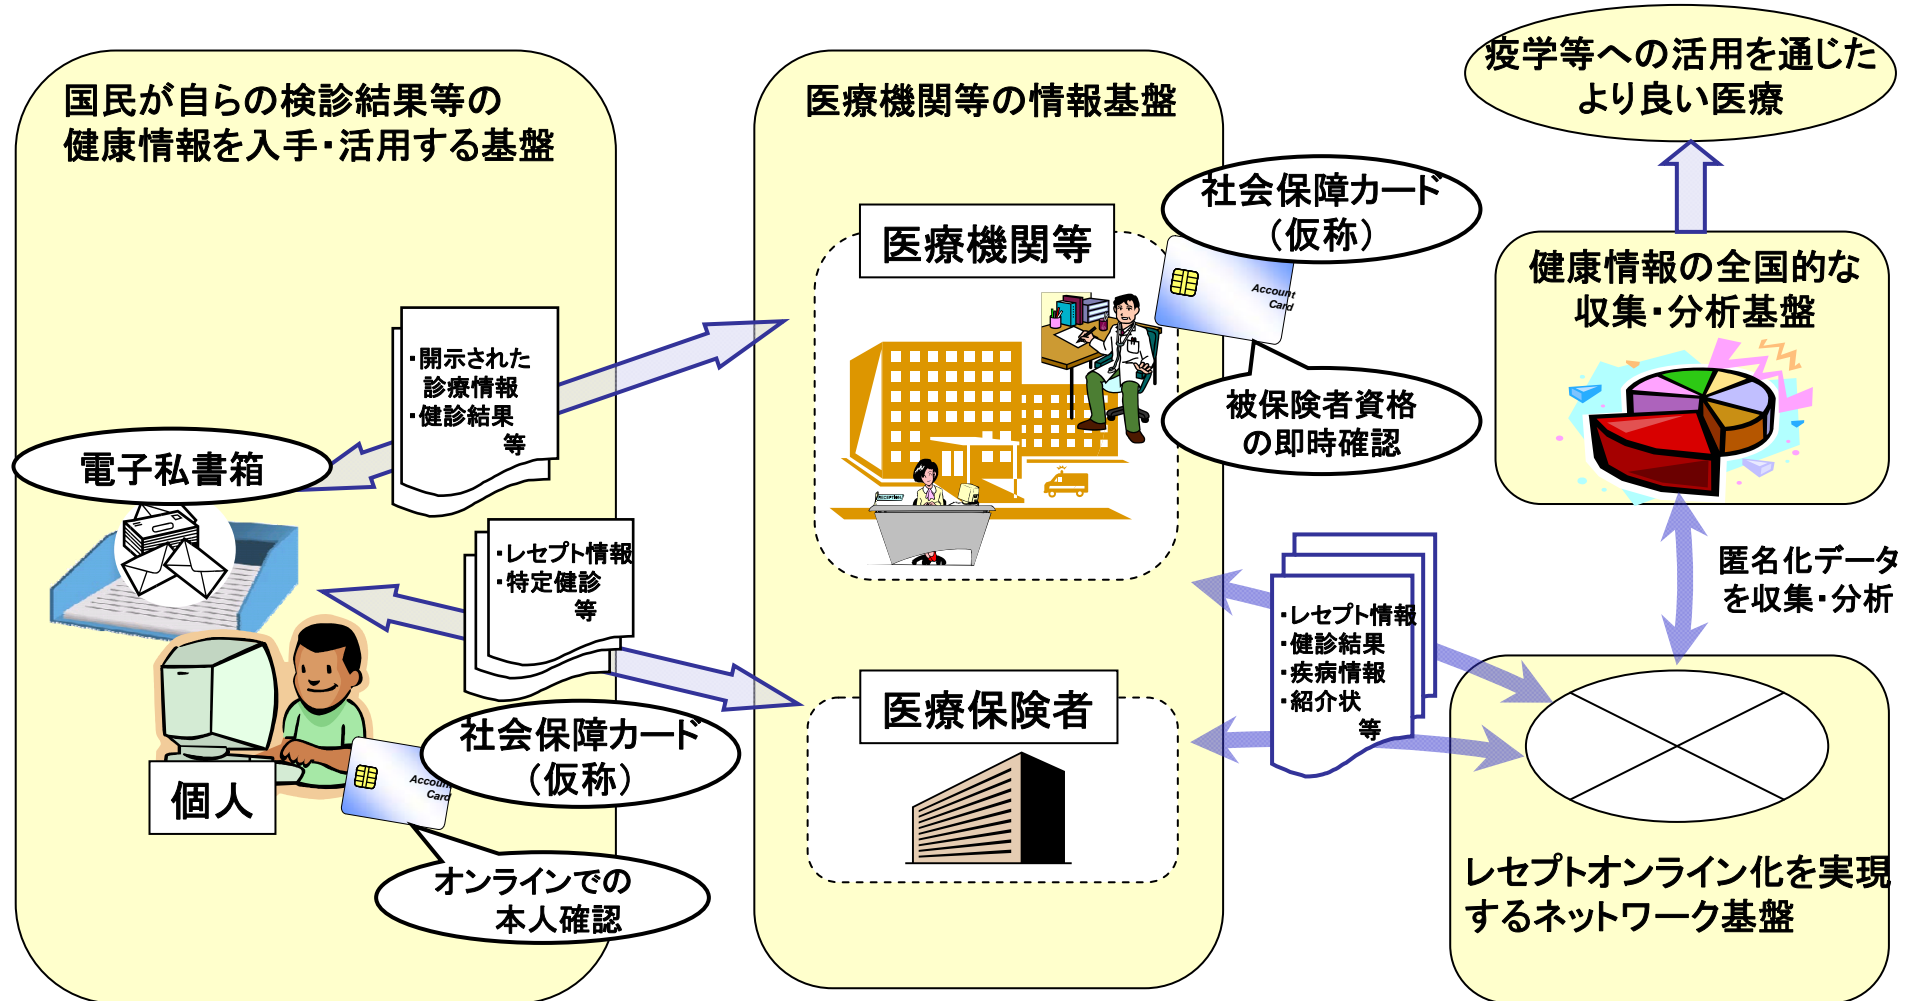 国民が自らの検診結果等の
健康情報を入手・活用する基盤
・開示された
診療情報
・健診結果
等
電子私書箱
・レセプト情報
・特定健診
等
社会保障カード
(仮称)
個人
Account
Card
オンラインでの
本人確認
医療機関等の情報基盤
医療機関等
RECEPTION
社会保障カード
(仮称)
Account
Card
被保険者資格
の即時確認
医療保険者
・レセプト情報
・健診結果
・疾病情報
・紹介状
等
疫学等への活用を通じた
より良い医療
健康情報の全国的な
収集・分析基盤
匿名化データ
を収集・分析
レセプトオンライン化を実現
するネットワーク基盤